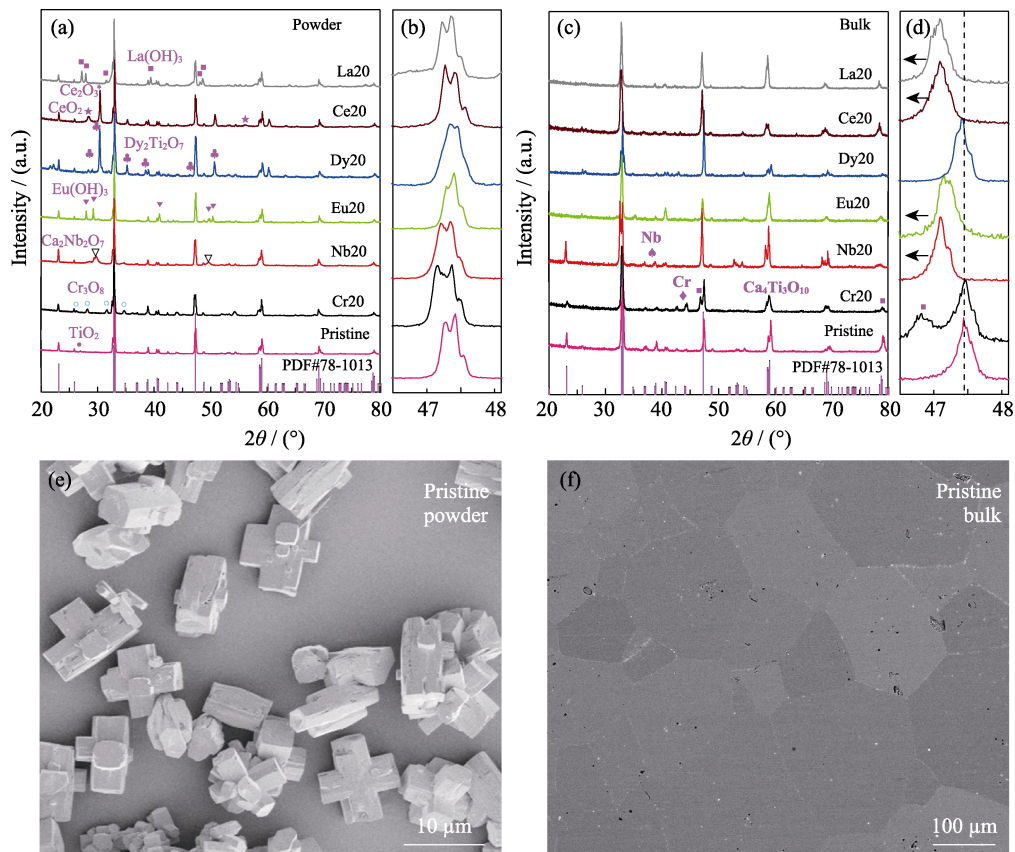 (a)
Powder
La(OH)3
La20
Ce2O3
CeO2
Ce20
Dy2Ti2O7
Dy20
Eu(OH)3
Eu20
Ca2Nb2O7
Nb20
Cr3O8
Cr20
TiO2
Pristine
PDF#78-1013
Intensity / (a.u.)
20 30 40 50 60 70 80
2θ / (°)
(b)
47 48
(c)
Bulk
La20
Ce20
Dy20
Eu20
Nb
Nb20
Cr
Ca4Ti3O10
Cr20
Pristine
PDF#78-1013
Intensity / (a.u.)
20 30 40 50 60 70 80
2θ / (°)
(d)
47 48
(e)
Pristine
powder
10 μm
(f)
Pristine
bulk
100 μm